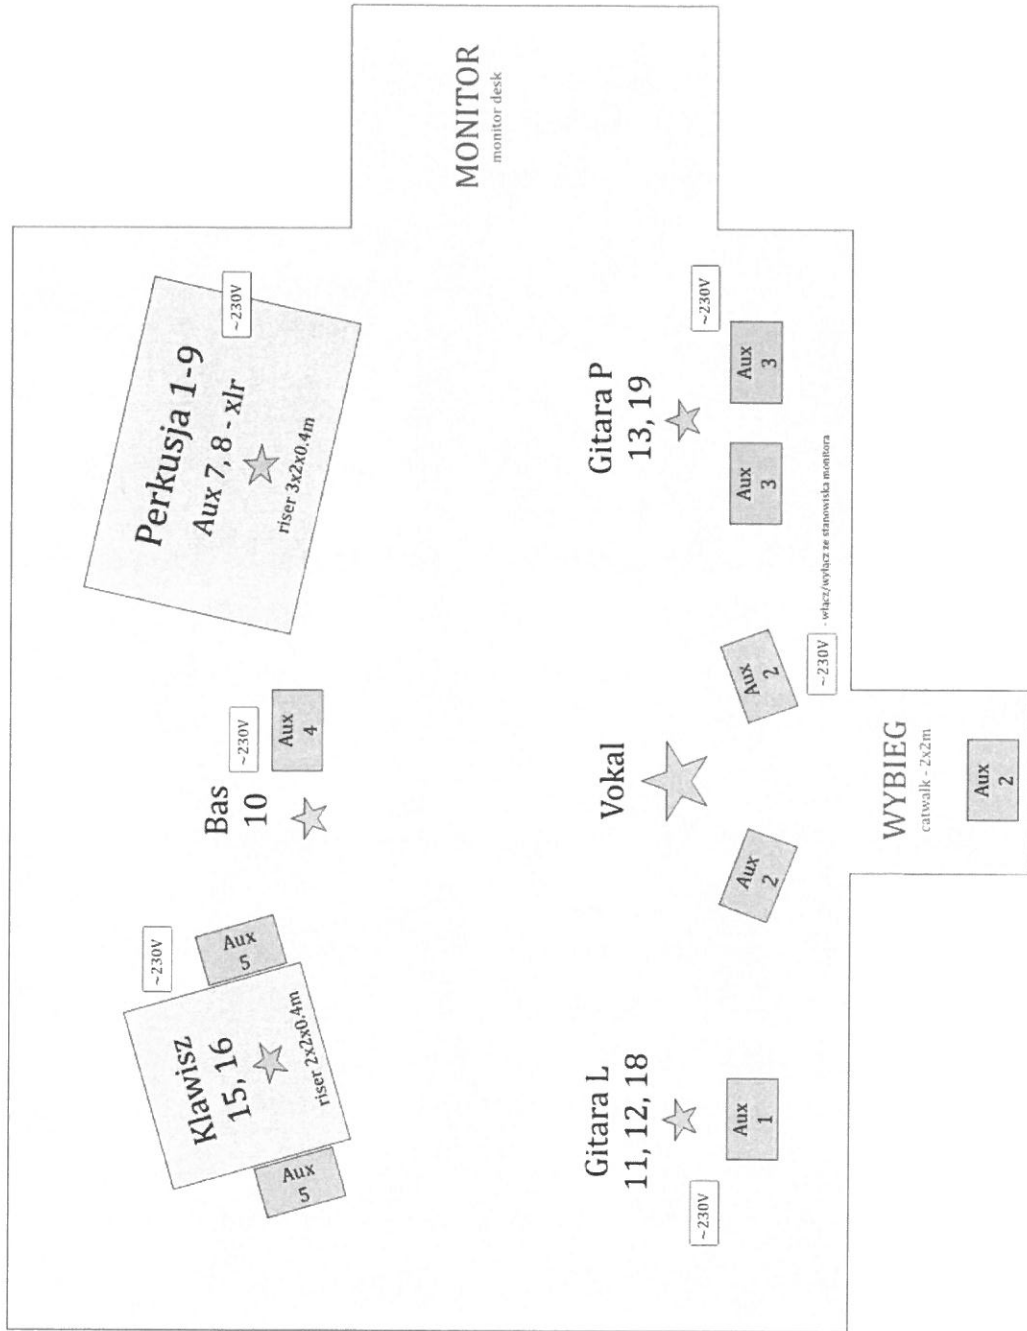 Klawisz
15, 16
riser 2x2x0.4m
Aux
5
Aux
5
~230V
Bas
10
~230V
Aux
4
Perkusja 1-9
Aux 7, 8 - xlr
riser 3x2x0.4m
~230V
MONITOR
monitor desk
Gitara L
11, 12, 18
~230V
Aux
1
Vokal
Aux
2
Aux
2
~230V - włącz/wyłącz ze stanowiska monitora
Gitara P
13, 19
~230V
Aux
3
Aux
3
WYBIEG
catwalk - 2x2m
Aux
2